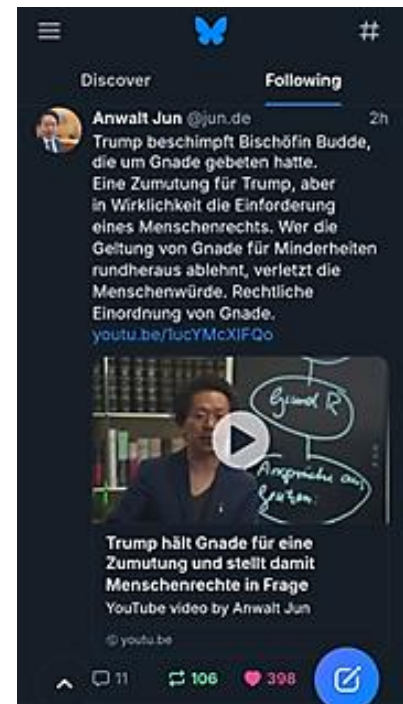 #
Discover
Following
Anwalt Jun @jun.de 2h
Trump beschimpft Bischöfin Budde,
die um Gnade gebeten hatte.
Eine Zumutung für Trump, aber
in Wirklichkeit die Einforderung
eines Menschenrechts. Wer die
Geltung von Gnade für Minderheiten
rundheraus ablehnt, verletzt die
Menschenwürde. Rechtliche
Einordnung von Gnade.
youtu.be/1ucYMcXIFQo
Grund R
Ansprüche aus
Trump hält Gnade für eine
Zumutung und stellt damit
Menschenrechte in Frage
YouTube video by Anwalt Jun
youtu.be
11 106 398